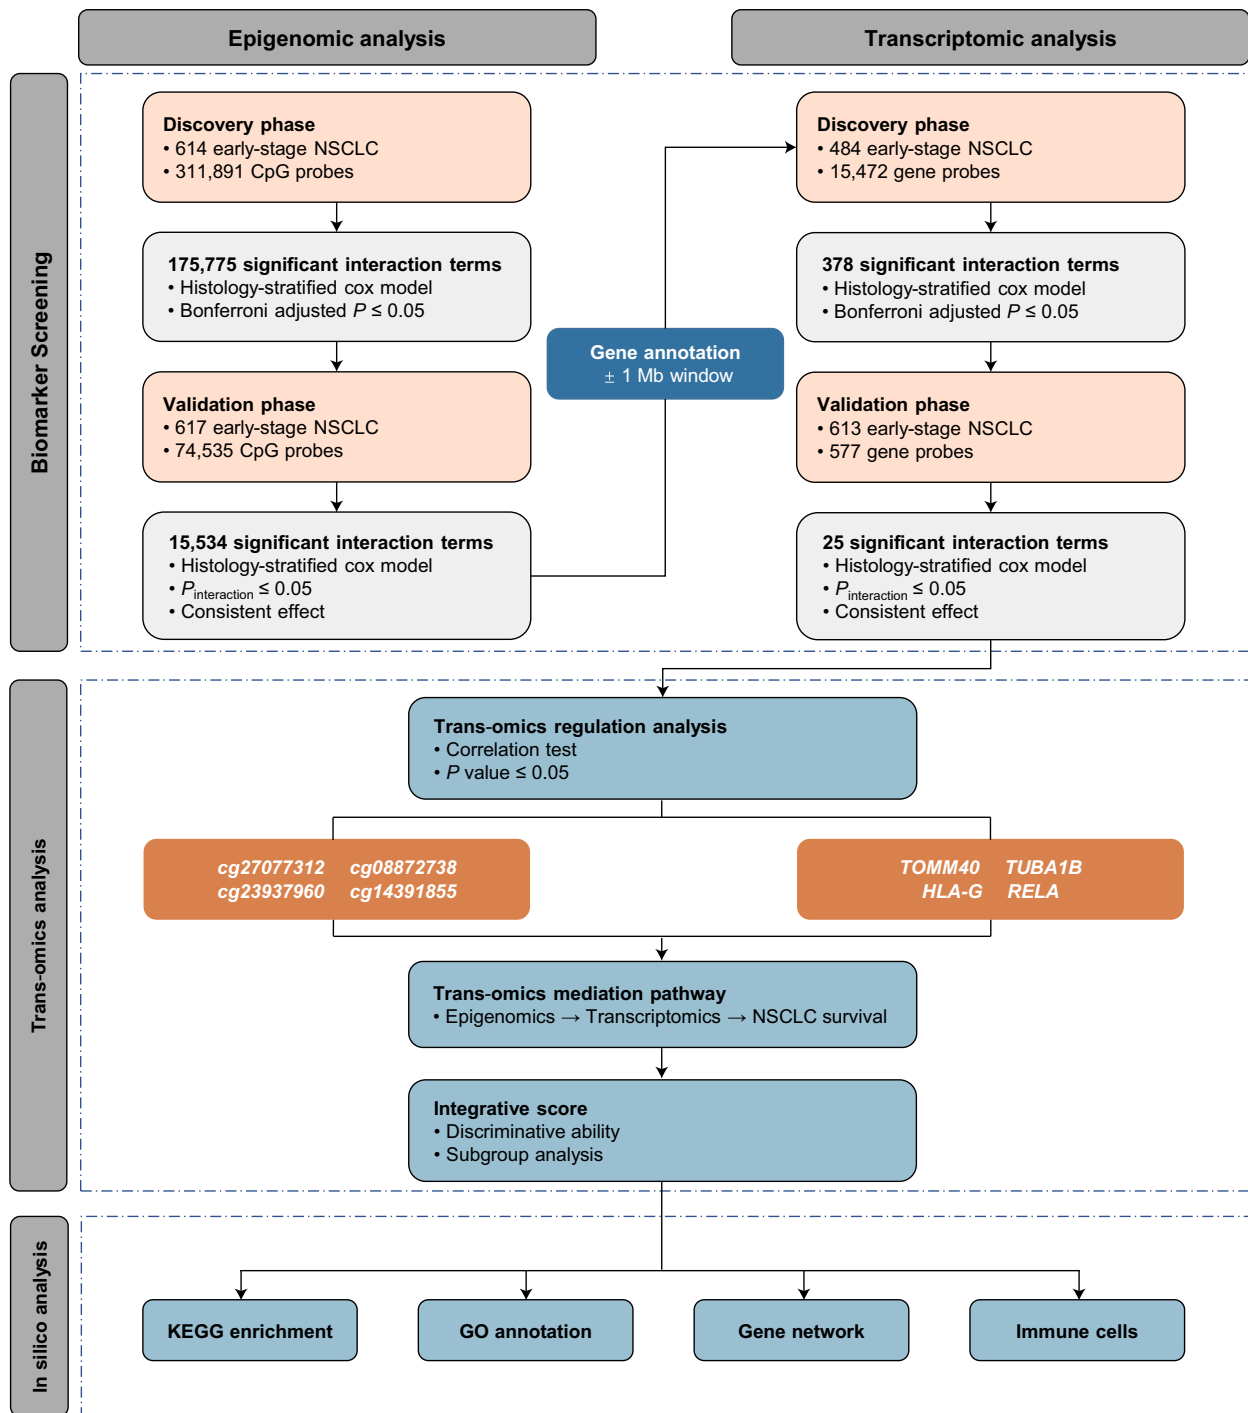 Epigenomic analysis
Transcriptomic analysis
Biomarker Screening
Discovery phase
• 614 early-stage NSCLC
• 311,891 CpG probes
175,775 significant interaction terms
• Histology-stratified cox model
• Bonferroni adjusted P ≤ 0.05
Validation phase
• 617 early-stage NSCLC
• 74,535 CpG probes
15,534 significant interaction terms
• Histology-stratified cox model
• Pinteraction ≤ 0.05
• Consistent effect
Gene annotation
± 1 Mb window
Discovery phase
• 484 early-stage NSCLC
• 15,472 gene probes
378 significant interaction terms
• Histology-stratified cox model
• Bonferroni adjusted P ≤ 0.05
Validation phase
• 613 early-stage NSCLC
• 577 gene probes
25 significant interaction terms
• Histology-stratified cox model
• Pinteraction ≤ 0.05
• Consistent effect
Trans-omics analysis
Trans-omics regulation analysis
• Correlation test
• P value ≤ 0.05
cg27077312 cg08872738
cg23937960 cg14391855
TOMM40 TUBA1B
HLA-G RELA
Trans-omics mediation pathway
• Epigenomics → Transcriptomics → NSCLC survival
Integrative score
• Discriminative ability
• Subgroup analysis
In silico analysis
KEGG enrichment
GO annotation
Gene network
Immune cells